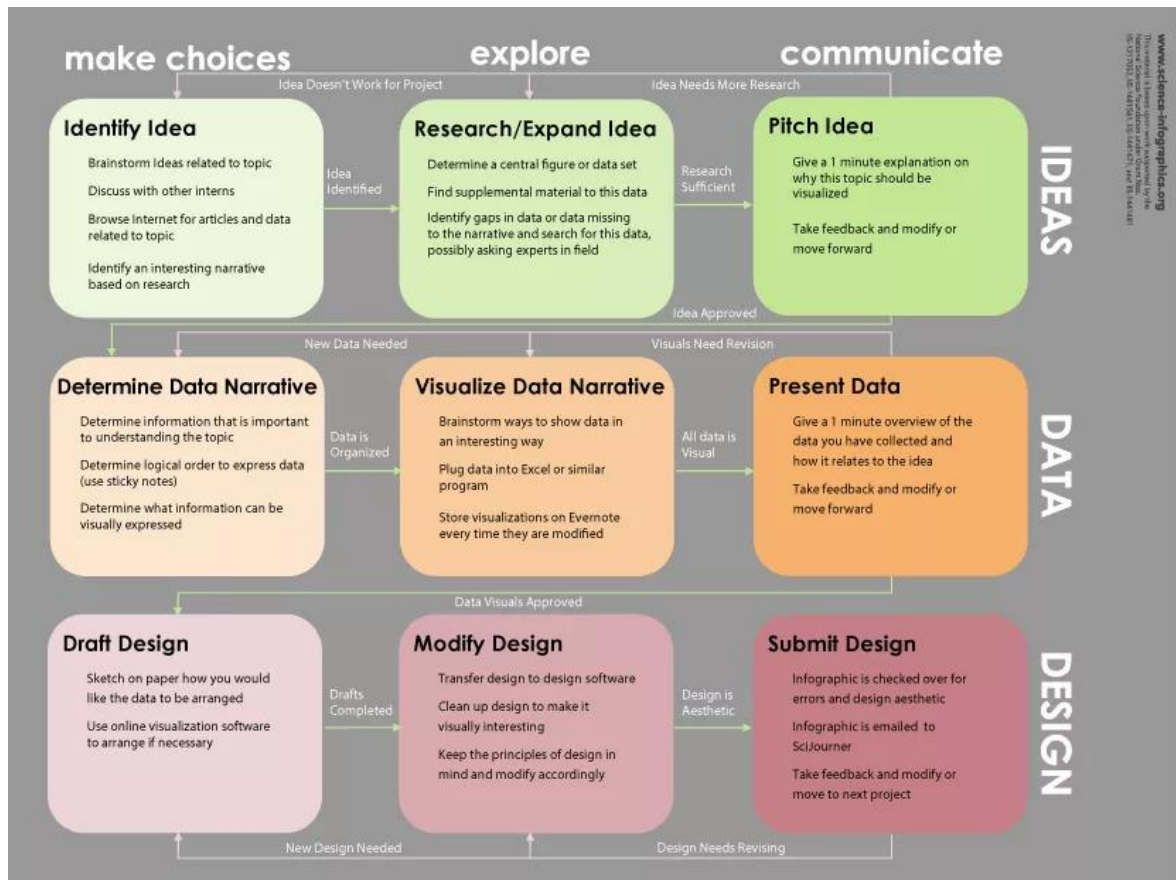 make choices
explore
communicate
Idea Doesn't Work for Project
Idea Needs More Research
Identify Idea
Brainstorm Ideas related to topic
Discuss with other interns
Browse Internet for articles and data
related to topic
Identify an interesting narrative
based on research
Idea
Identified
Research/Expand Idea
Determine a central figure or data set
Find supplemental material to this data
Identify gaps in data or data missing
to the narrative and search for this data,
possibly asking experts in field
Research
Sufficient
Pitch Idea
Give a 1 minute explanation on
why this topic should be
visualized
Take feedback and modify or
move forward
IDEAS
Idea Approved
New Data Needed
Visuals Need Revision
Determine Data Narrative
Determine information that is important
to understanding the topic
Determine logical order to express data
(use sticky notes)
Determine what information can be
visually expressed
Data is
Organized
Visualize Data Narrative
Brainstorm ways to show data in
an interesting way
Plug data into Excel or similar
program
Store visualizations on Evernote
every time they are modified
All data is
Visual
Present Data
Give a 1 minute overview of the
data you have collected and
how it relates to the idea
Take feedback and modify or
move forward
DATA
Data Visuals Approved
Draft Design
Sketch on paper how you would
like the data to be arranged
Use online visualization software
to arrange if necessary
Drafts
Completed
Modify Design
Transfer design to design software
Clean up design to make it
visually interesting
Keep the principles of design in
mind and modify accordingly
Design is
Aesthetic
Submit Design
Infographic is checked over for
errors and design aesthetic
Infographic is emailed to
SciJourner
Take feedback and modify or
move to next project
DESIGN
New Design Needed
Design Needs Revising
www.science-infographics.org
This material is based upon work supported by the
National Science Foundation under Grant Nos.